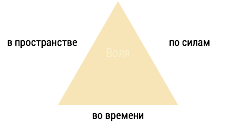 в пространстве
по силам
во времени